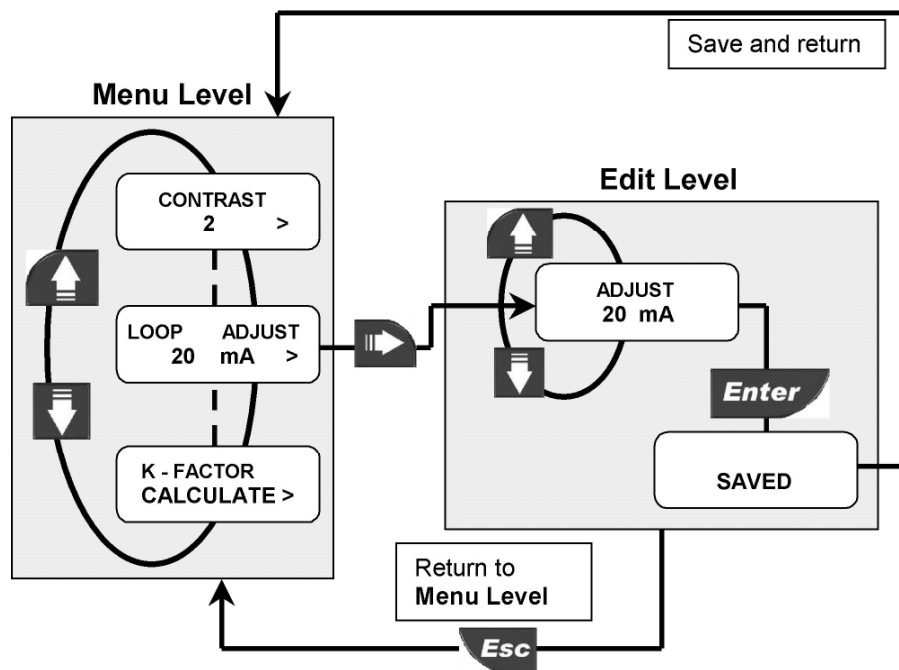 Save and return
Menu Level
CONTRAST
2 >
LOOP ADJUST
20 mA >
K - FACTOR
CALCULATE >
Edit Level
ADJUST
20 mA
Enter
SAVED
Return to
Menu Level
Esc